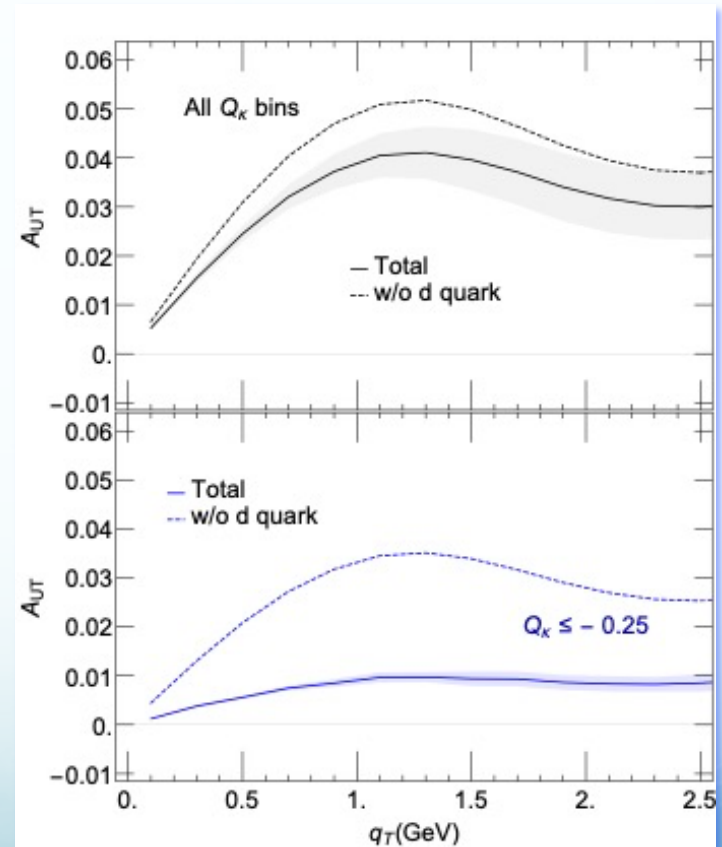 0.06
0.05
0.04
0.03
0.02
0.01
0.
−0.01
A_UT
All Q_κ bins
— Total
--- w/o d quark
0.06
0.05
0.04
0.03
0.02
0.01
0.
−0.01
A_UT
— Total
--- w/o d quark
Q_κ ≤ − 0.25
0. 0.5 1. 1.5 2. 2.5
q_T(GeV)